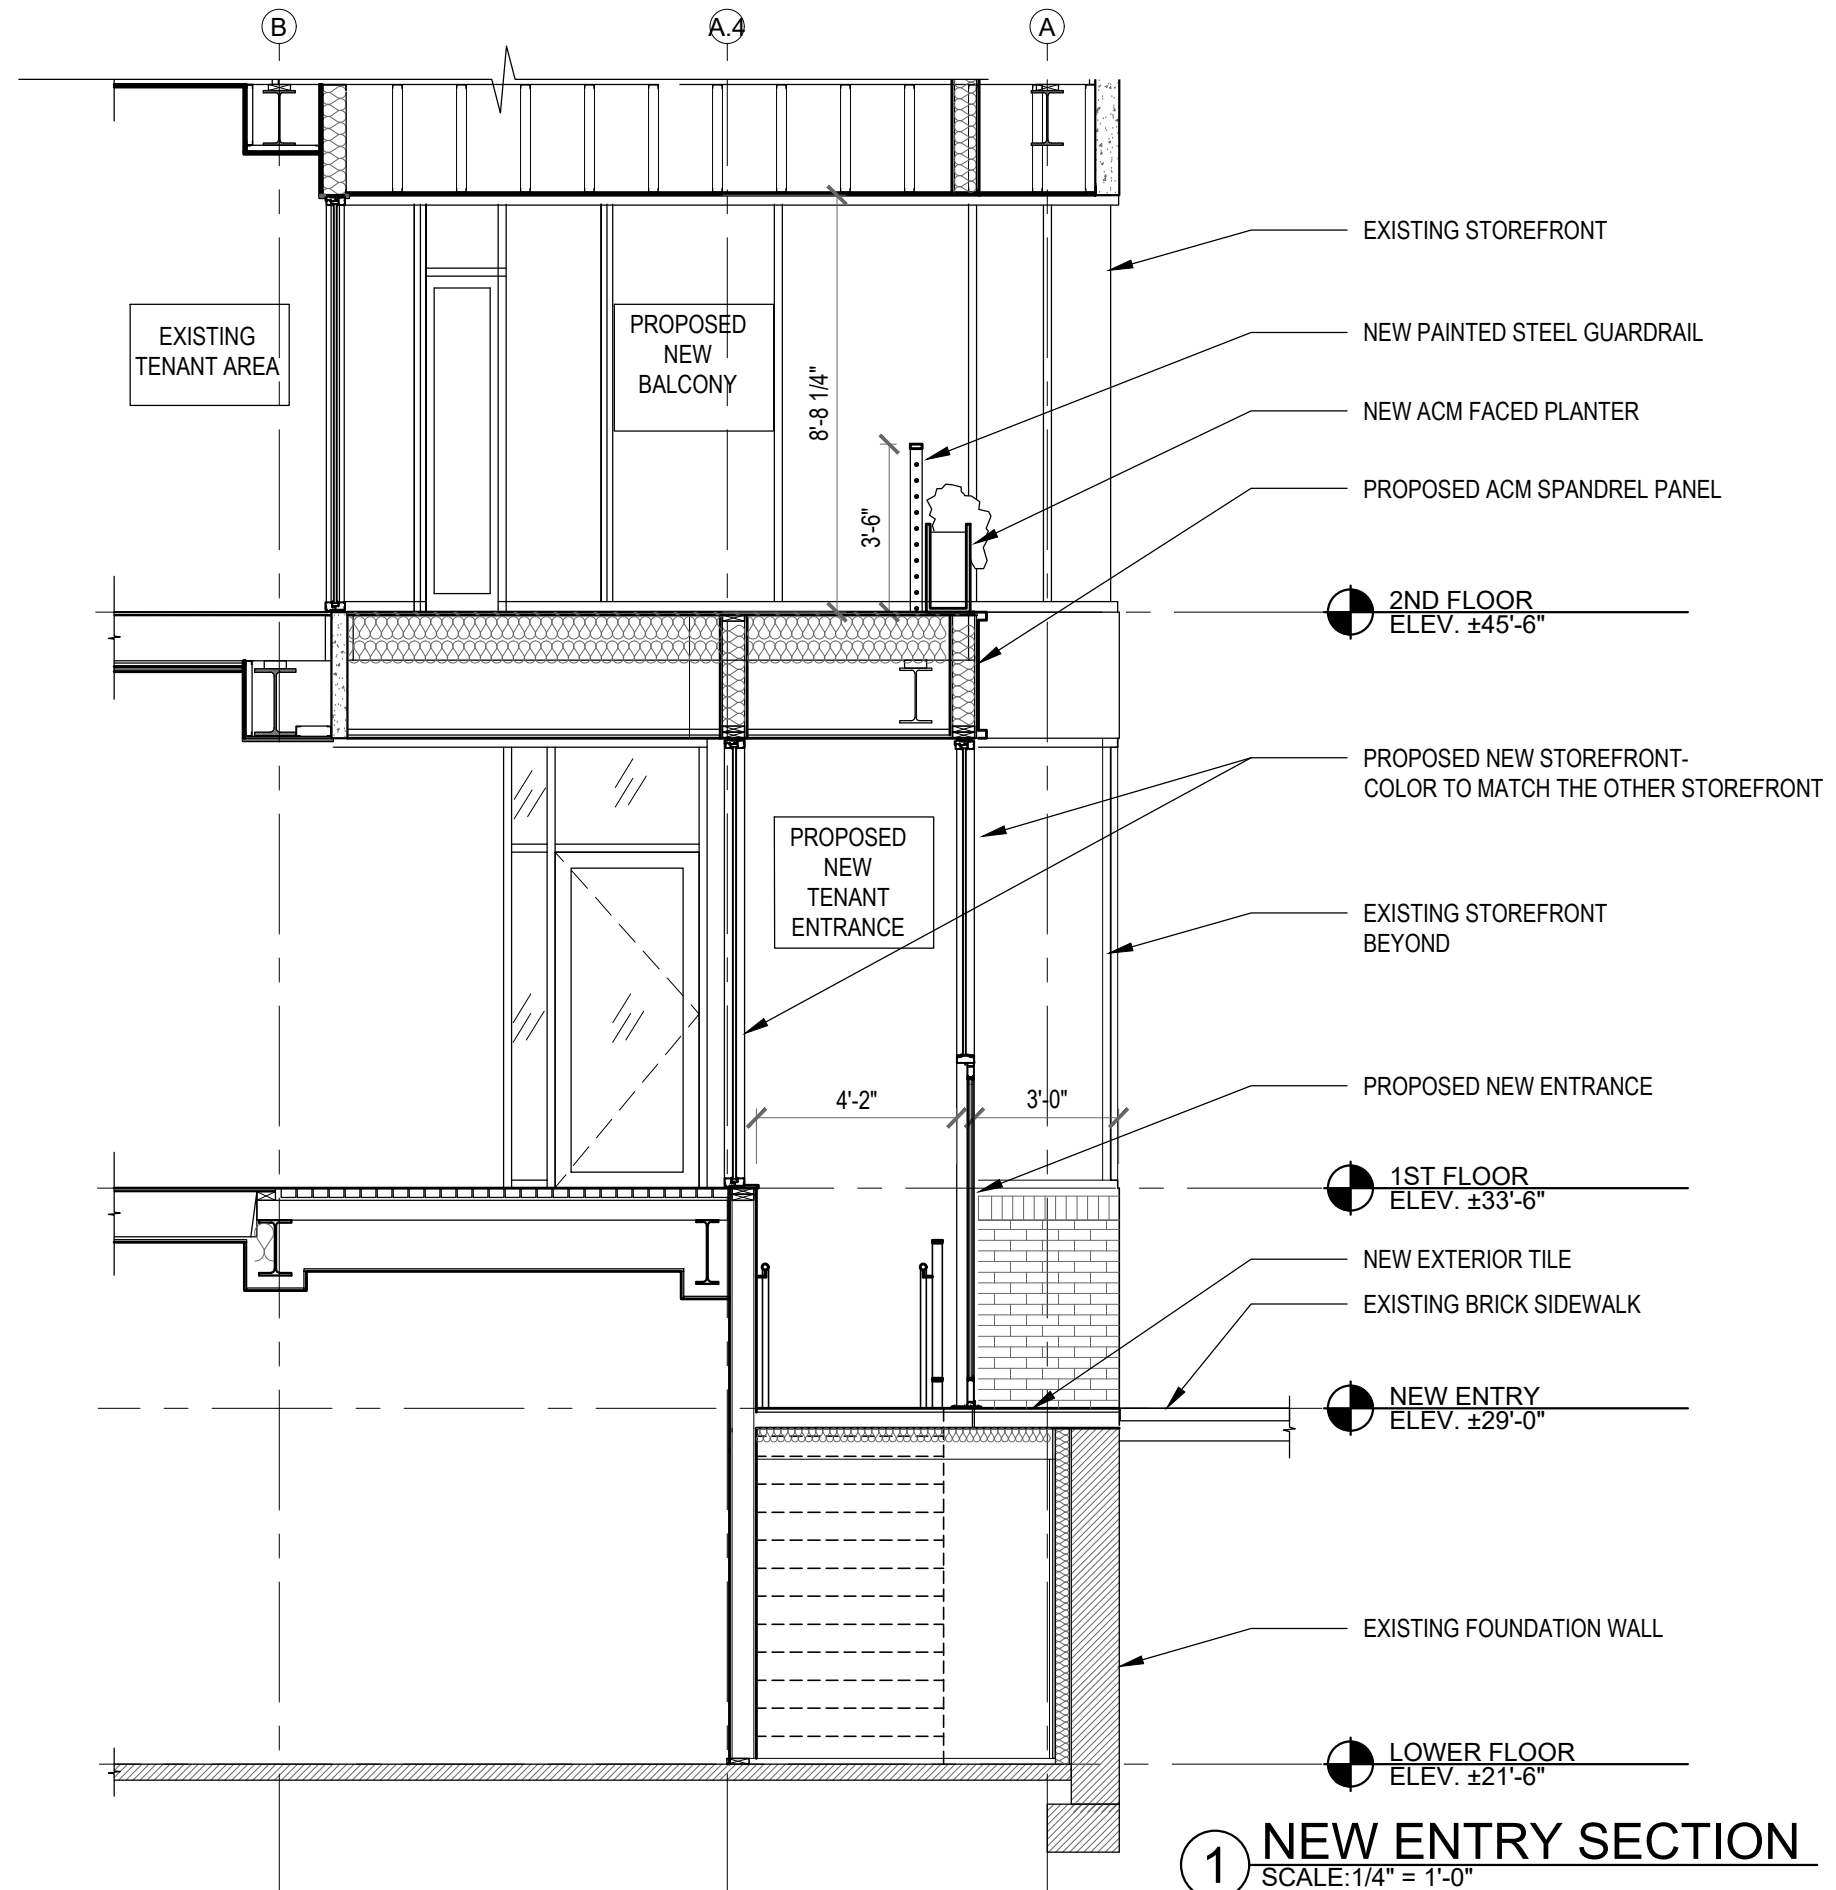 B
A.4
A
EXISTING STOREFRONT
EXISTING
TENANT AREA
PROPOSED
NEW
BALCONY
8'-8 1/4"
NEW PAINTED STEEL GUARDRAIL
NEW ACM FACED PLANTER
3'-6"
PROPOSED ACM SPANDREL PANEL
2ND FLOOR
ELEV. ±45'-6"
PROPOSED NEW STOREFRONT-
COLOR TO MATCH THE OTHER STOREFRONT
PROPOSED
NEW
TENANT
ENTRANCE
EXISTING STOREFRONT
BEYOND
4'-2"
3'-0"
PROPOSED NEW ENTRANCE
1ST FLOOR
ELEV. ±33'-6"
NEW EXTERIOR TILE
EXISTING BRICK SIDEWALK
NEW ENTRY
ELEV. ±29'-0"
EXISTING FOUNDATION WALL
LOWER FLOOR
ELEV. ±21'-6"
1
NEW ENTRY SECTION
SCALE:1/4" = 1'-0"